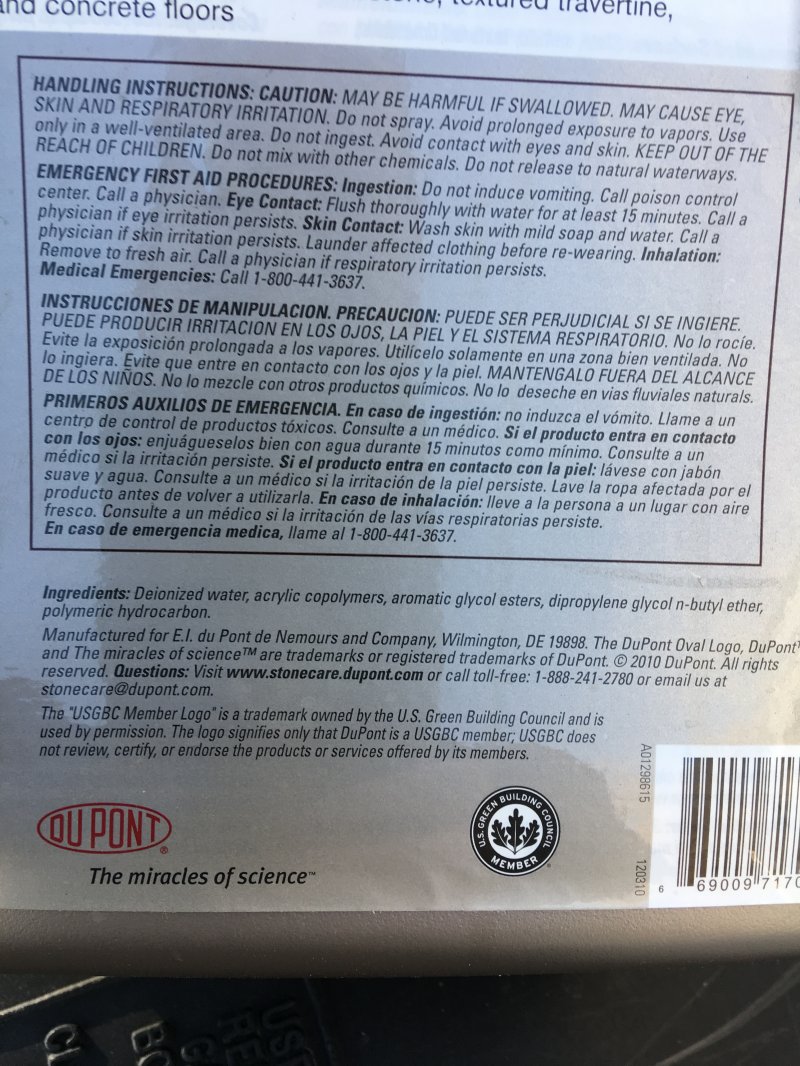 and concrete floors
textured travertine,
HANDLING INSTRUCTIONS: CAUTION: MAY BE HARMFUL IF SWALLOWED. MAY CAUSE EYE,
SKIN AND RESPIRATORY IRRITATION. Do not spray. Avoid prolonged exposure to vapors. Use
only in a well-ventilated area. Do not ingest. Avoid contact with eyes and skin. KEEP OUT OF THE
REACH OF CHILDREN. Do not mix with other chemicals. Do not release to natural waterways.
EMERGENCY FIRST AID PROCEDURES: Ingestion: Do not induce vomiting. Call poison control
center. Call a physician. Eye Contact: Flush thoroughly with water for at least 15 minutes. Call a
physician if eye irritation persists. Skin Contact: Wash skin with mild soap and water. Call a
physician if skin irritation persists. Launder affected clothing before re-wearing. Inhalation:
Remove to fresh air. Call a physician if respiratory irritation persists.
Medical Emergencies: Call 1-800-441-3637.
INSTRUCCIONES DE MANIPULACION. PRECAUCION: PUEDE SER PERJUDICIAL SI SE INGIERE.
PUEDE PRODUCIR IRRITACION EN LOS OJOS, LA PIEL Y EL SISTEMA RESPIRATORIO. No lo rocíe.
Evite la exposición prolongada a los vapores. Utilícelo solamente en una zona bien ventilada. No
lo ingiera. Evite que entre en contacto con los ojos y la piel. MANTENGALO FUERA DEL ALCANCE
DE LOS NIÑOS. No lo mezcle con otros productos químicos. No lo deseche en vias fluviales naturals.
PRIMEROS AUXILIOS DE EMERGENCIA. En caso de ingestión: no induzca el vómito. Llame a un
centro de control de productos tóxicos. Consulte a un médico. Si el producto entra en contacto
con los ojos: enjuágueselos bien con agua durante 15 minutos como mínimo. Consulte a un
médico si la irritación persiste. Si el producto entra en contacto con la piel: lávese con jabón
suave y agua. Consulte a un médico si la irritación de la piel persiste. Lave la ropa afectada por el
producto antes de volver a utilizarla. En caso de inhalación: lleve a la persona a un lugar con aire
fresco. Consulte a un médico si la irritación de las vías respiratorias persiste.
En caso de emergencia medica, llame al 1-800-441-3637.
Ingredients: Deionized water, acrylic copolymers, aromatic glycol esters, dipropylene glycol n-butyl ether,
polymeric hydrocarbon.
Manufactured for E.I. du Pont de Nemours and Company, Wilmington, DE 19898. The DuPont Oval Logo, DuPont™
and The miracles of science™ are trademarks or registered trademarks of DuPont. © 2010 DuPont. All rights
reserved. Questions: Visit www.stonecare.dupont.com or call toll-free: 1-888-241-2780 or email us at
stonecare@dupont.com.
The "USGBC Member Logo" is a trademark owned by the U.S. Green Building Council and is
used by permission. The logo signifies only that DuPont is a USGBC member; USGBC does
not review, certify, or endorse the products or services offered by its members.
A01298615
120310
DU PONT®
The miracles of science™
U.S. GREEN BUILDING COUNCIL
MEMBER
6 69009 7170